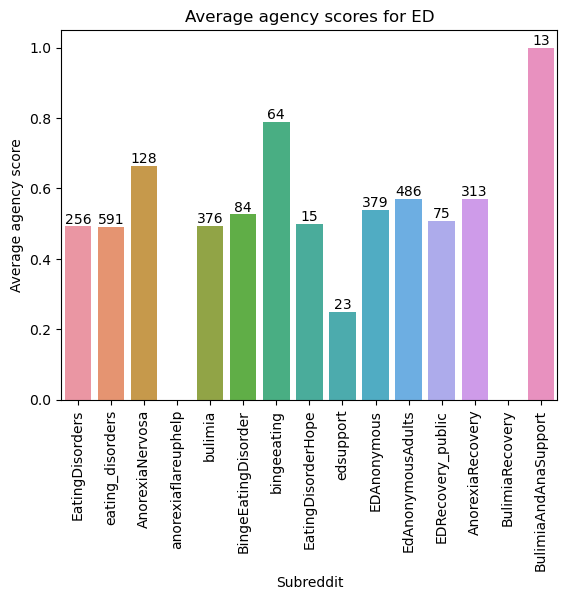 Average agency scores for ED
Average agency score
1.0
0.8
0.6
0.4
0.2
0.0
256
591
128
376
84
64
15
23
379
486
75
313
13
EatingDisorders
eating_disorders
AnorexiaNervosa
anorexiaflareuphelp
bulimia
BingeEatingDisorder
bingeeating
EatingDisorderHope
edsupport
EDAnonymous
EdAnonymousAdults
EDRecovery_public
AnorexiaRecovery
BulimiaRecovery
BulimiaAndAnaSupport
Subreddit